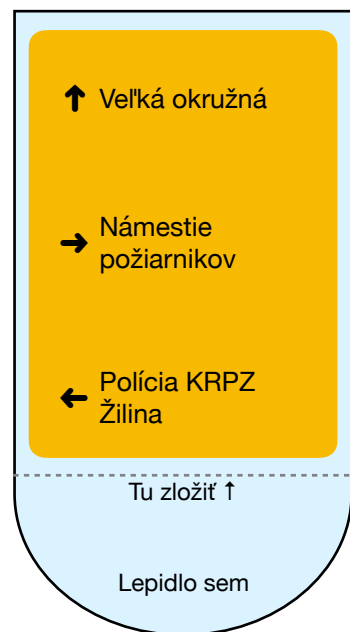 ↑ Veľká okružná
→ Námestie
požiarnikov
← Polícia KRPZ
Žilina
Tu zložiť ↑
Lepidlo sem